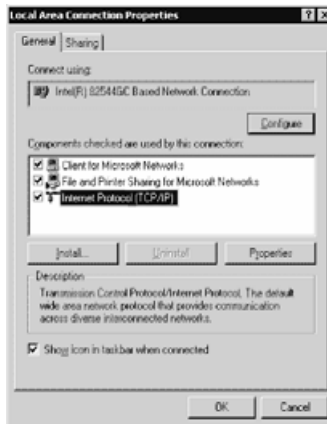 Local Area Connection Properties
General Sharing
Connect using:
Intel(R) 82544GC Based Network Connection
Configure
Components checked are used by this connection:
Client for Microsoft Networks
File and Printer Sharing for Microsoft Networks
Internet Protocol (TCP/IP)
Install... Uninstall Properties
Description
Transmission Control Protocol/Internet Protocol. The default
wide area network protocol that provides communication
across diverse interconnected networks.
Show icon in taskbar when connected
OK Cancel